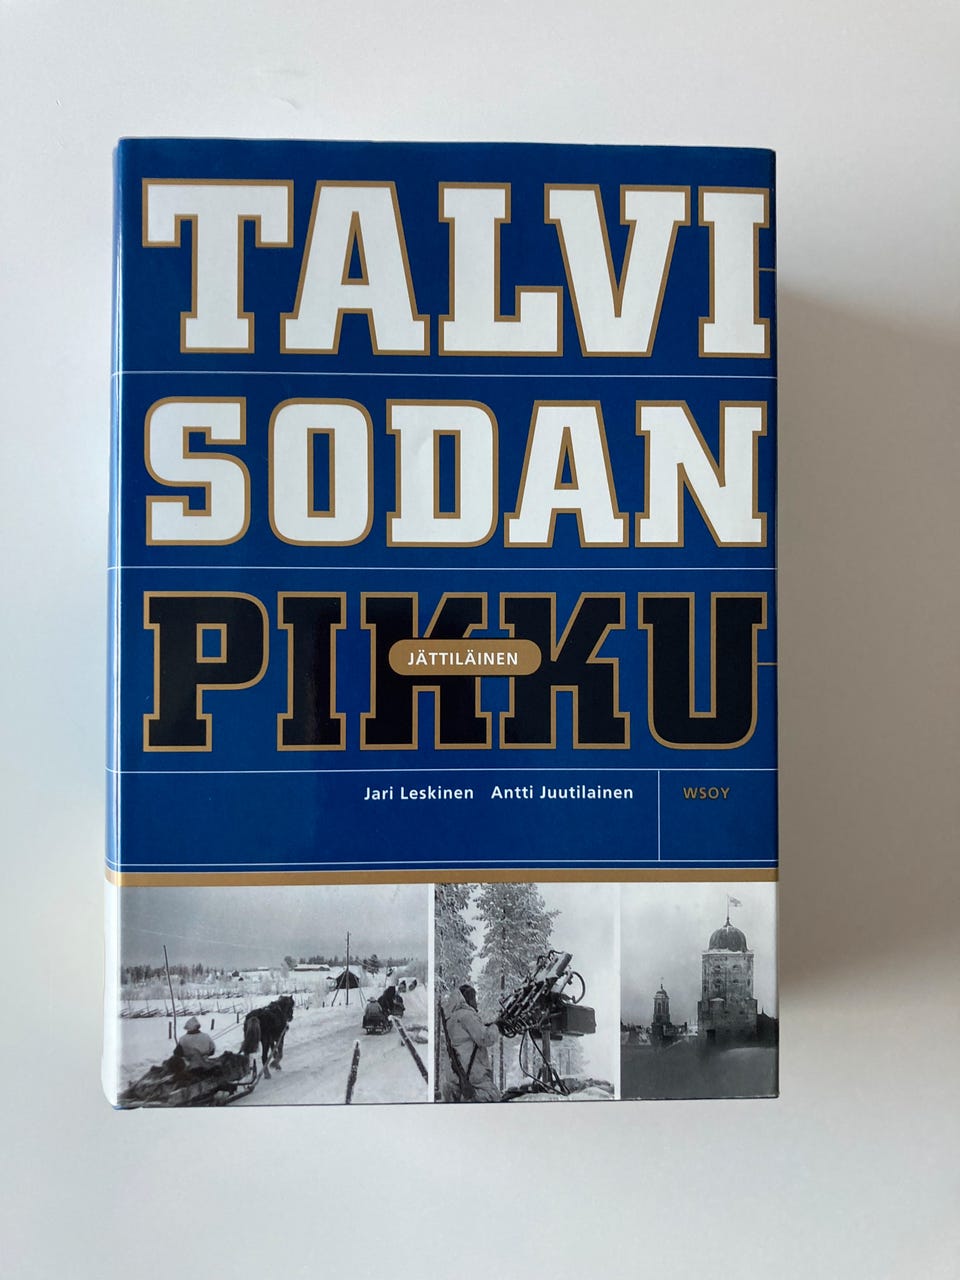 TALVI
SODAN
PIKKU
JÄTTILÄINEN
Jari Leskinen Antti Juutilainen WSOY